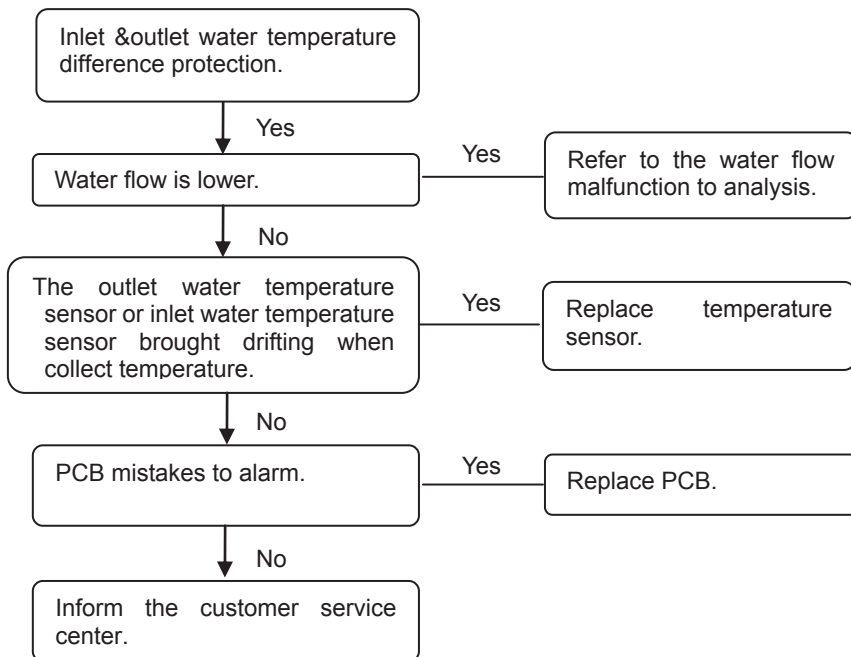 Inlet &outlet water temperature
difference protection.
Yes
Water flow is lower.
Yes
Refer to the water flow
malfunction to analysis.
No
The outlet water temperature
sensor or inlet water temperature
sensor brought drifting when
collect temperature.
Yes
Replace temperature
sensor.
No
PCB mistakes to alarm.
Yes
Replace PCB.
No
Inform the customer service
center.